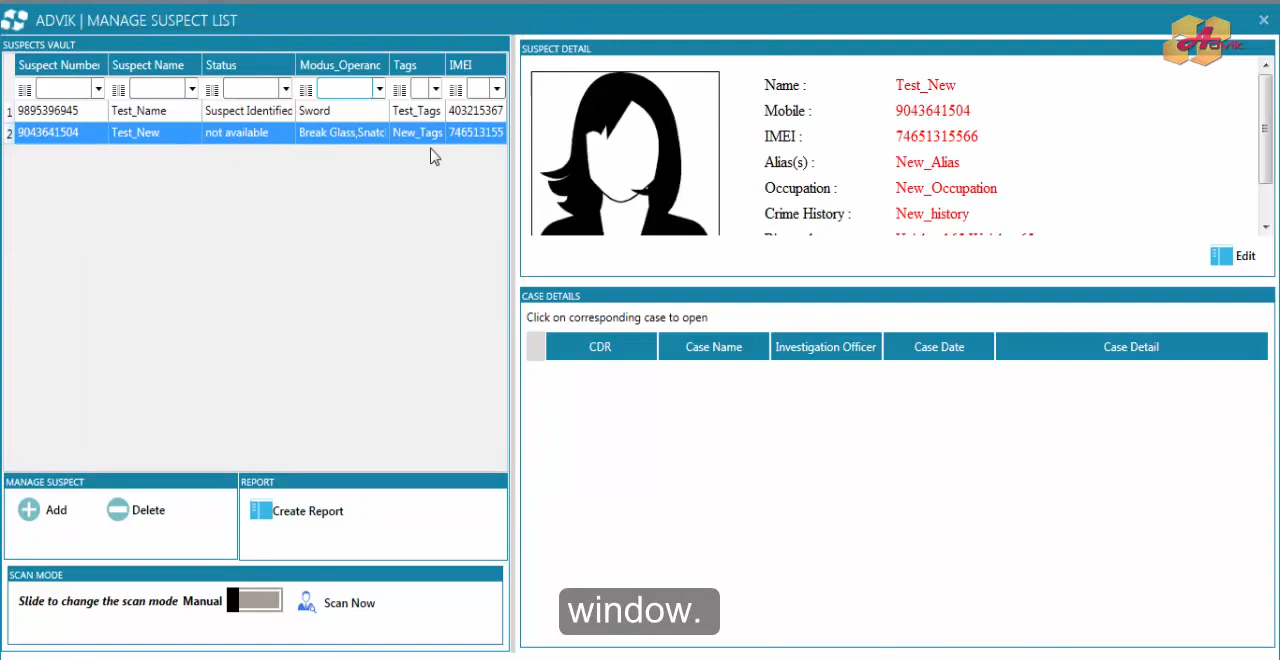 ADVIK | MANAGE SUSPECT LIST
Advik
SUSPECTS VAULT
Suspect Number Suspect Name Status Modus_Operanc Tags IMEI
1 9895396945 Test_Name Suspect Identified Sword Test_Tags 403215367
2 9043641504 Test_New not available Break Glass,Snatc New_Tags 746513155
MANAGE SUSPECT
Add Delete
REPORT
Create Report
SCAN MODE
Slide to change the scan mode Manual Scan Now
SUSPECT DETAIL
Name : Test_New
Mobile : 9043641504
IMEI : 74651315566
Alias(s) : New_Alias
Occupation : New_Occupation
Crime History : New_history
Edit
CASE DETAILS
Click on corresponding case to open
CDR Case Name Investigation Officer Case Date Case Detail
window.